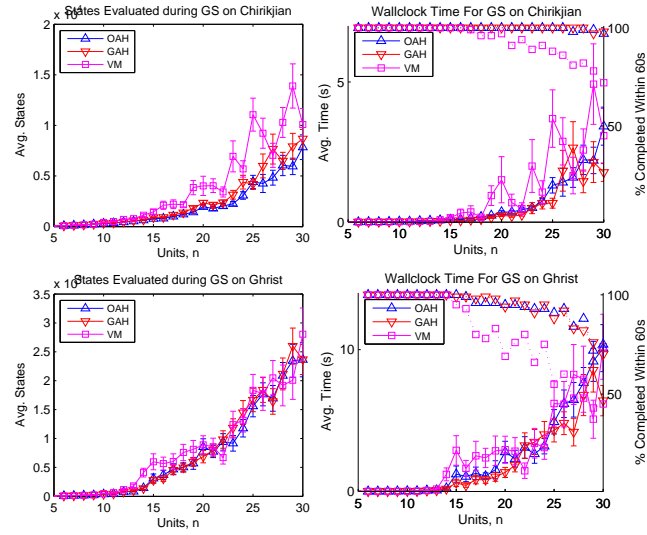 States Evaluated during GS on Chirikjian
x 10
2
1.5
1
0.5
0
Avg. States
OAH
GAH
VM
5 10 15 20 25 30
Units, n
Wallclock Time For GS on Chirikjian
7
0
Avg. Time (s)
OAH
GAH
VM
100
50
% Completed Within 60s
5 10 15 20 25 30
Units, n
States Evaluated during GS on Ghrist
x 10
3.5
3
2.5
2
1.5
1
0.5
0
Avg. States
OAH
GAH
VM
5 10 15 20 25 30
Units, n
Wallclock Time For GS on Ghrist
10
0
Avg. Time (s)
OAH
GAH
VM
100
50
% Completed Within 60s
5 10 15 20 25 30
Units, n